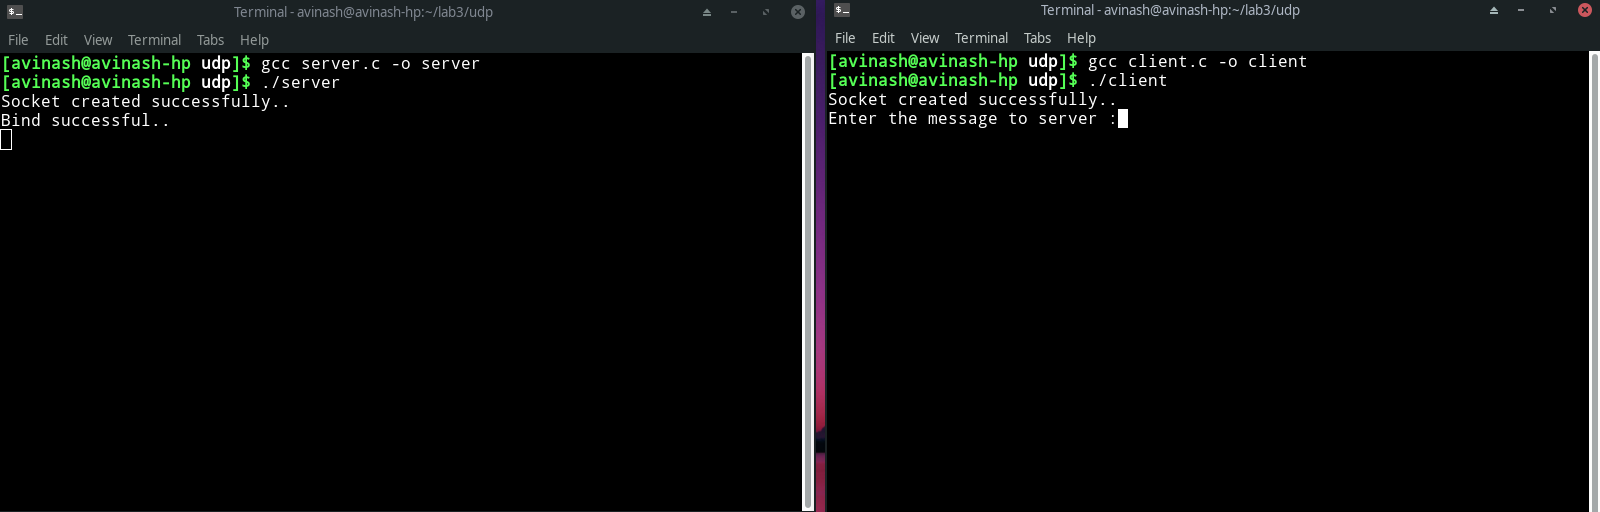 Terminal - avinash@avinash-hp:~/lab3/udp
File Edit View Terminal Tabs Help
[avinash@avinash-hp udp]$ gcc server.c -o server
[avinash@avinash-hp udp]$ ./server
Socket created successfully..
Bind successful..
Terminal - avinash@avinash-hp:~/lab3/udp
File Edit View Terminal Tabs Help
[avinash@avinash-hp udp]$ gcc client.c -o client
[avinash@avinash-hp udp]$ ./client
Socket created successfully..
Enter the message to server :